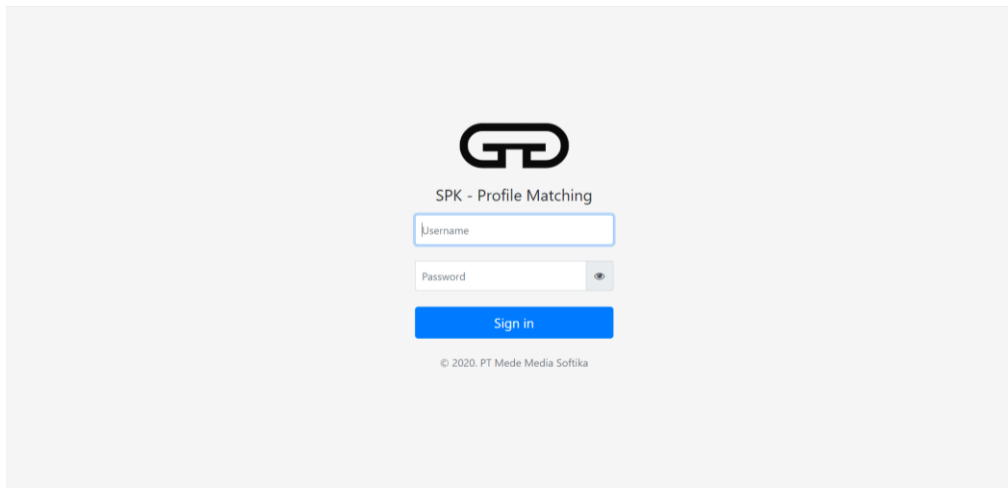 SPK - Profile Matching
Username
Password
Sign in
© 2020. PT Mede Media Softika